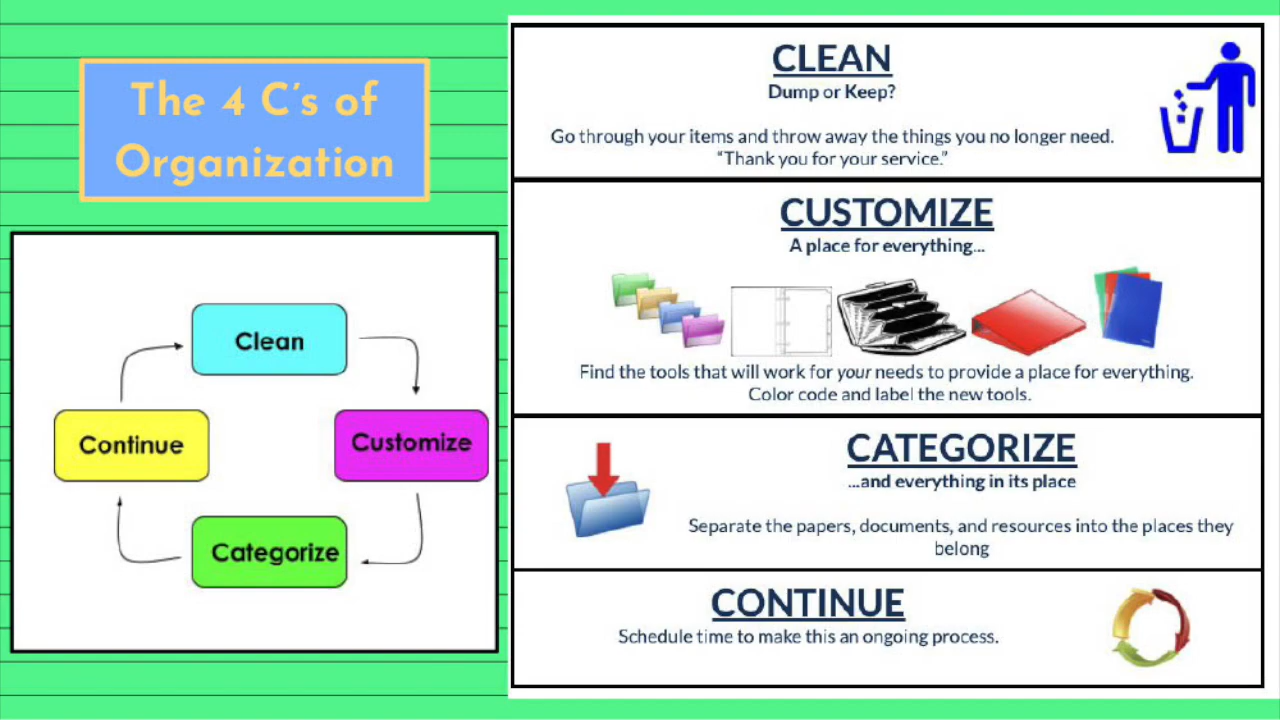 The 4 C's of
Organization
Clean
Continue
Customize
Categorize
CLEAN
Dump or Keep?
Go through your items and throw away the things you no longer need.
“Thank you for your service.”
CUSTOMIZE
A place for everything...
Find the tools that will work for your needs to provide a place for everything.
Color code and label the new tools.
CATEGORIZE
...and everything in its place
Separate the papers, documents, and resources into the places they
belong
CONTINUE
Schedule time to make this an ongoing process.